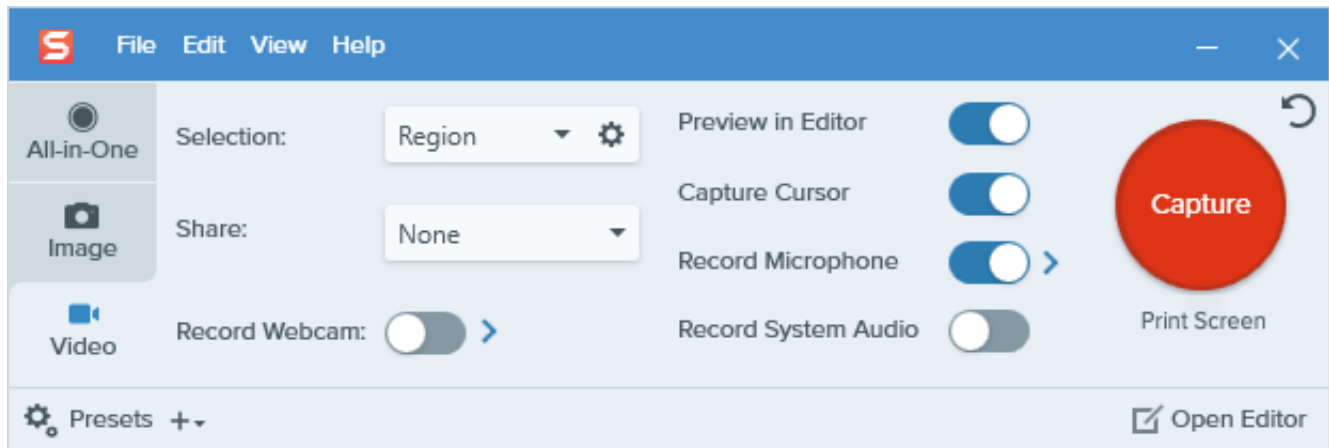 S File Edit View Help
All-in-One
Image
Video
Selection: Region
Share: None
Record Webcam:
Preview in Editor
Capture Cursor
Record Microphone
Record System Audio
Capture
Print Screen
Presets
Open Editor